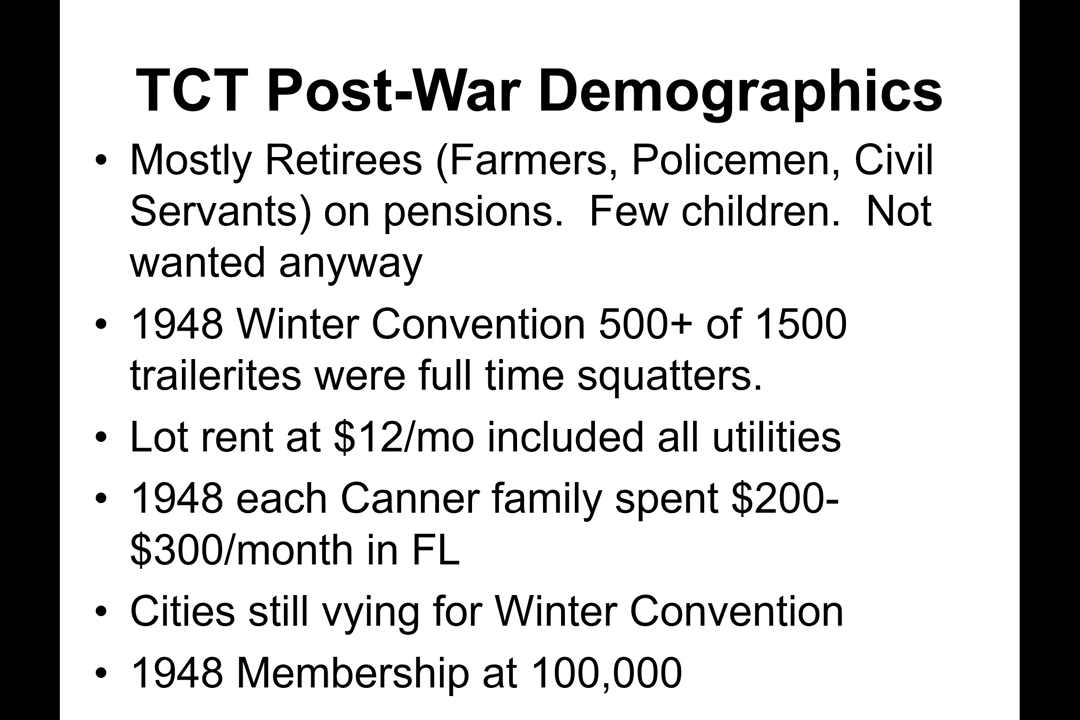 TCT Post-War Demographics
• Mostly Retirees (Farmers, Policemen, Civil
Servants) on pensions.  Few children.  Not
wanted anyway
• 1948 Winter Convention 500+ of 1500
trailerites were full time squatters.
• Lot rent at $12/mo included all utilities
• 1948 each Canner family spent $200-
$300/month in FL
• Cities still vying for Winter Convention
• 1948 Membership at 100,000